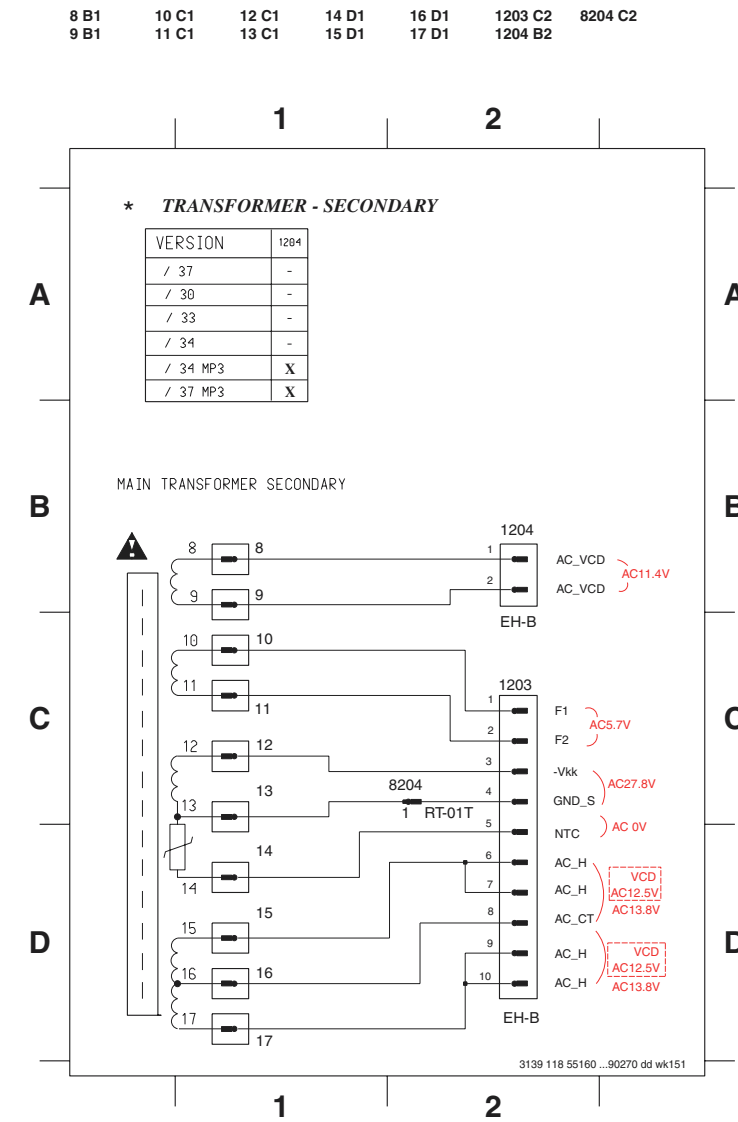 8 B1 10 C1 12 C1 14 D1 16 D1 1203 C2 8204 C2
9 B1 11 C1 13 C1 15 D1 17 D1 1204 B2
1 2
* TRANSFORMER - SECONDARY
VERSION 1204
/ 37 -
/ 30 -
A A
/ 33 -
/ 34 -
/ 34 MP3 X
/ 37 MP3 X
MAIN TRANSFORMER SECONDARY
B B
1204
8 8 1 AC_VCD
AC11.4V
9 9 2 AC_VCD
EH-B
10 10
1203
11 11 1 F1
C C
AC5.7V
2 F2
12 12 3 -Vkk
AC27.8V
13 13 8204 4 GND_S
1 RT-01T
5 NTC AC 0V
14 14 6 AC_H
VCD
7 AC_H AC12.5V
AC13.8V
15 15 8 AC_CT
D D
9 AC_H VCD
AC12.5V
16 16 10 AC_H AC13.8V
17 17
EH-B
3139 118 55160 ...90270 dd wk151
1 2